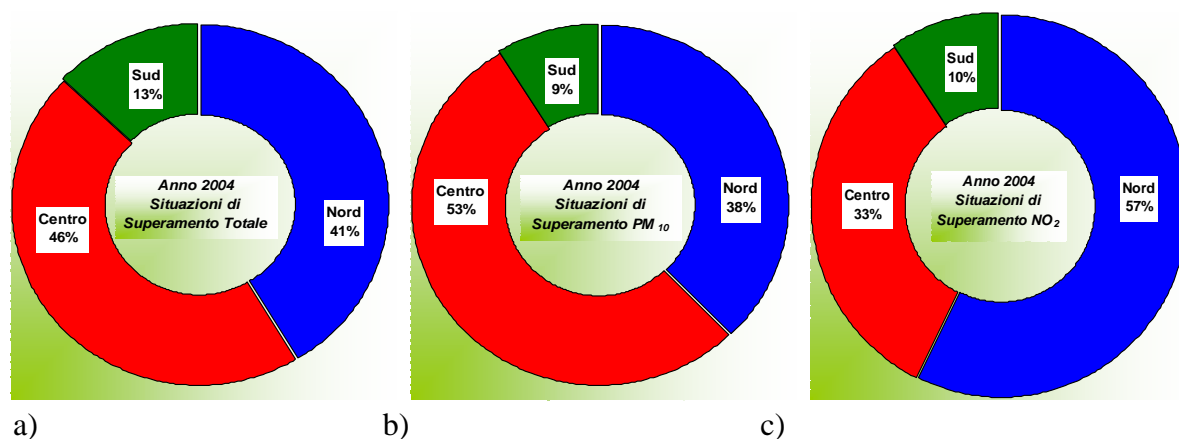 Sud
13%
Centro
46%
Nord
41%
Anno 2004
Situazioni di
Superamento Totale
Sud
9%
Centro
53%
Nord
38%
Anno 2004
Situazioni di
Superamento PM 10
Sud
10%
Centro
33%
Nord
57%
Anno 2004
Situazioni di
Superamento NO2
a) b) c)